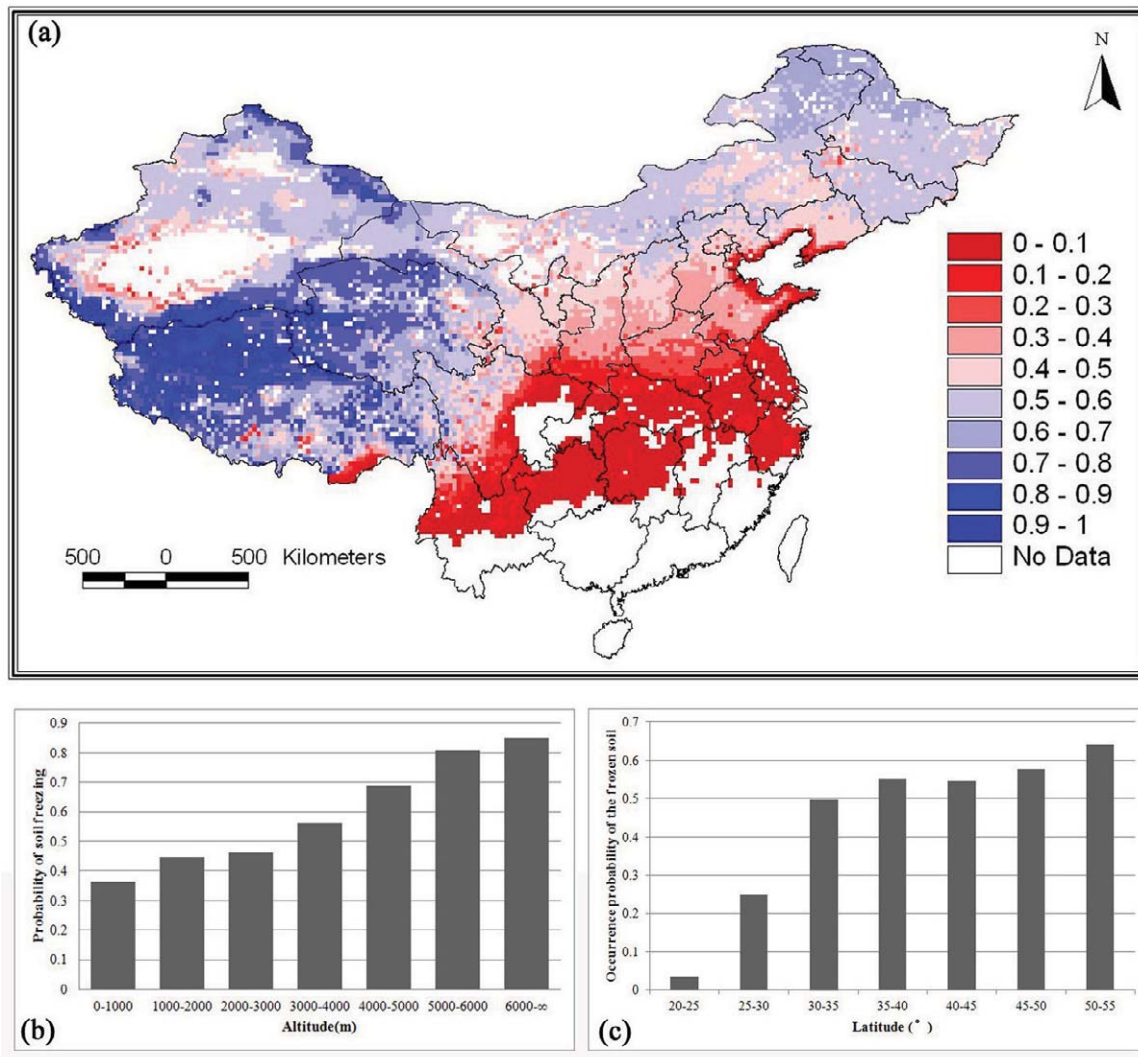 (a)
N
0 - 0.1
0.1 - 0.2
0.2 - 0.3
0.3 - 0.4
0.4 - 0.5
0.5 - 0.6
0.6 - 0.7
0.7 - 0.8
0.8 - 0.9
0.9 - 1
No Data
500 0 500 Kilometers
Probability of soil freezing
0.9
0.8
0.7
0.6
0.5
0.4
0.3
0.2
0.1
0
0-1000 1000-2000 2000-3000 3000-4000 4000-5000 5000-6000 6000-∞
Altitude(m)
(b)
Occurrence probability of the frozen soil
0.7
0.6
0.5
0.4
0.3
0.2
0.1
0
20-25 25-30 30-35 35-40 40-45 45-50 50-55
Latitude (°)
(c)